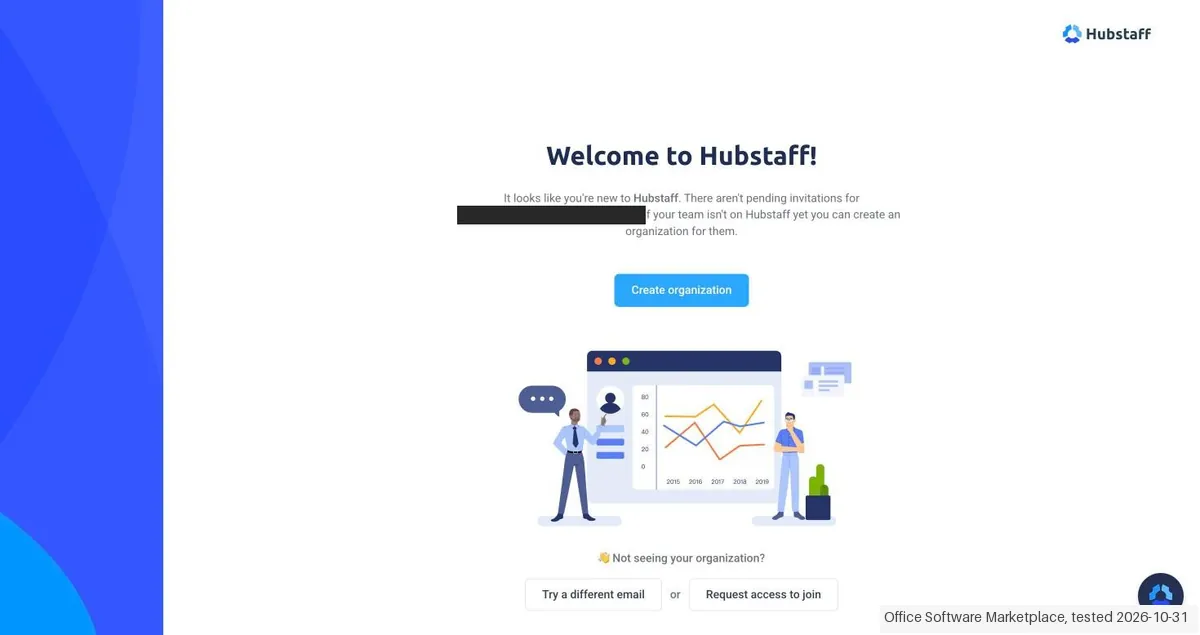 Hubstaff
Welcome to Hubstaff!
It looks like you're new to Hubstaff. There aren't pending invitations for
f your team isn't on Hubstaff yet you can create an
organization for them.
Create organization
80
60
40
20
0
2015 2016 2017 2018 2019
👋 Not seeing your organization?
Try a different email or Request access to join
Office Software Marketplace, tested 2026-10-31